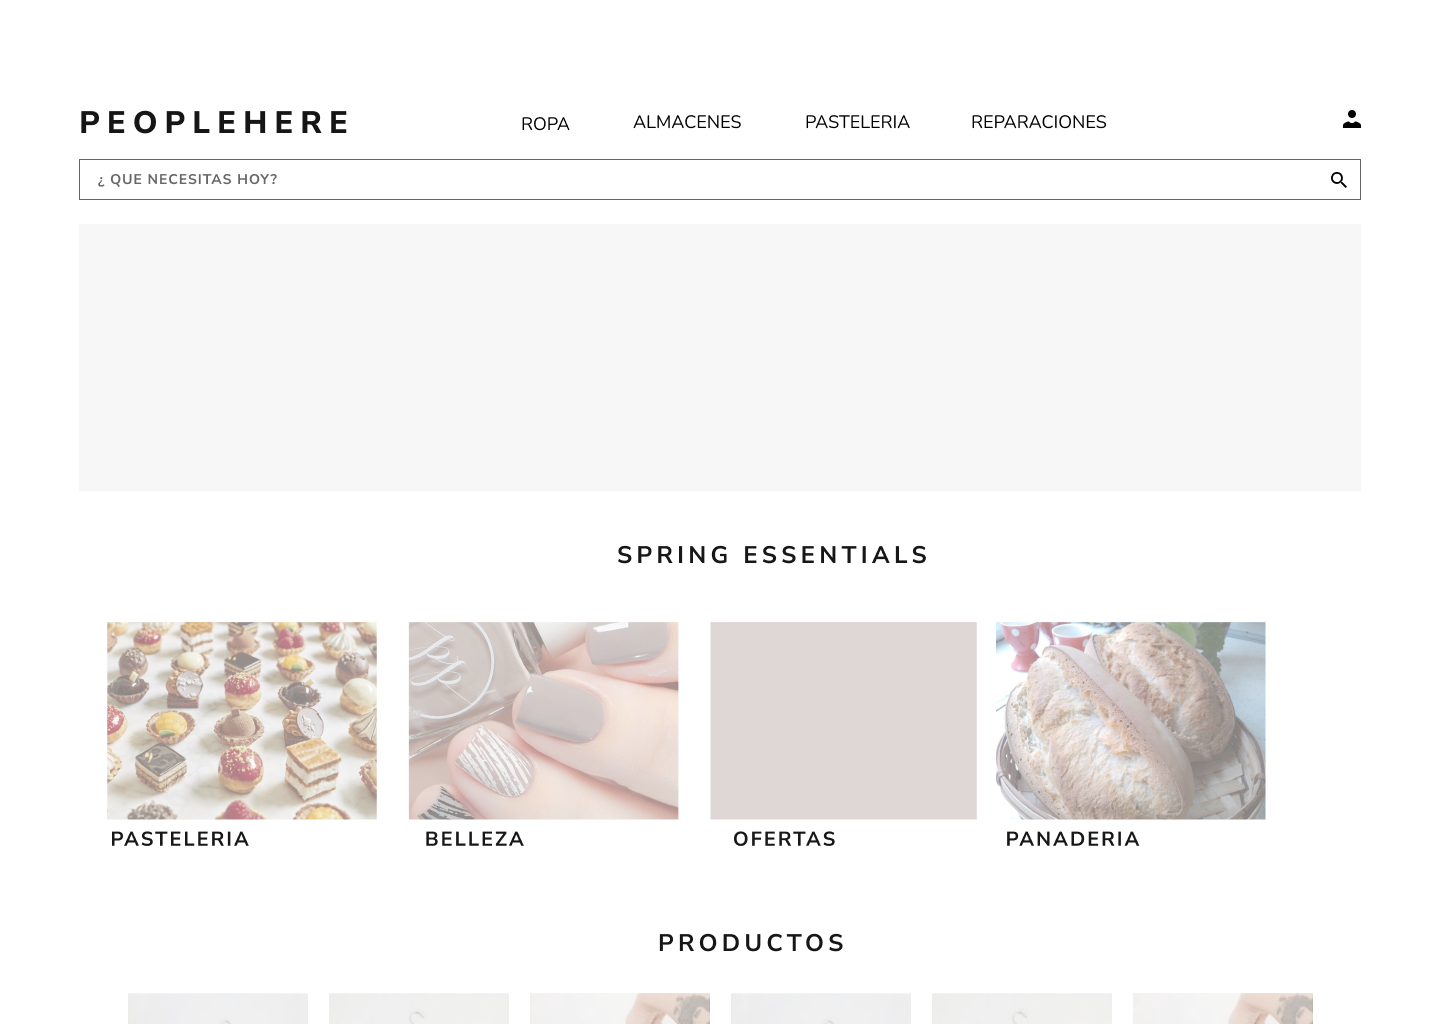 PEOPLEHERE
ROPA
ALMACENES
PASTELERIA
REPARACIONES
¿ QUE NECESITAS HOY?
SPRING ESSENTIALS
PASTELERIA
BELLEZA
OFERTAS
PANADERIA
PRODUCTOS